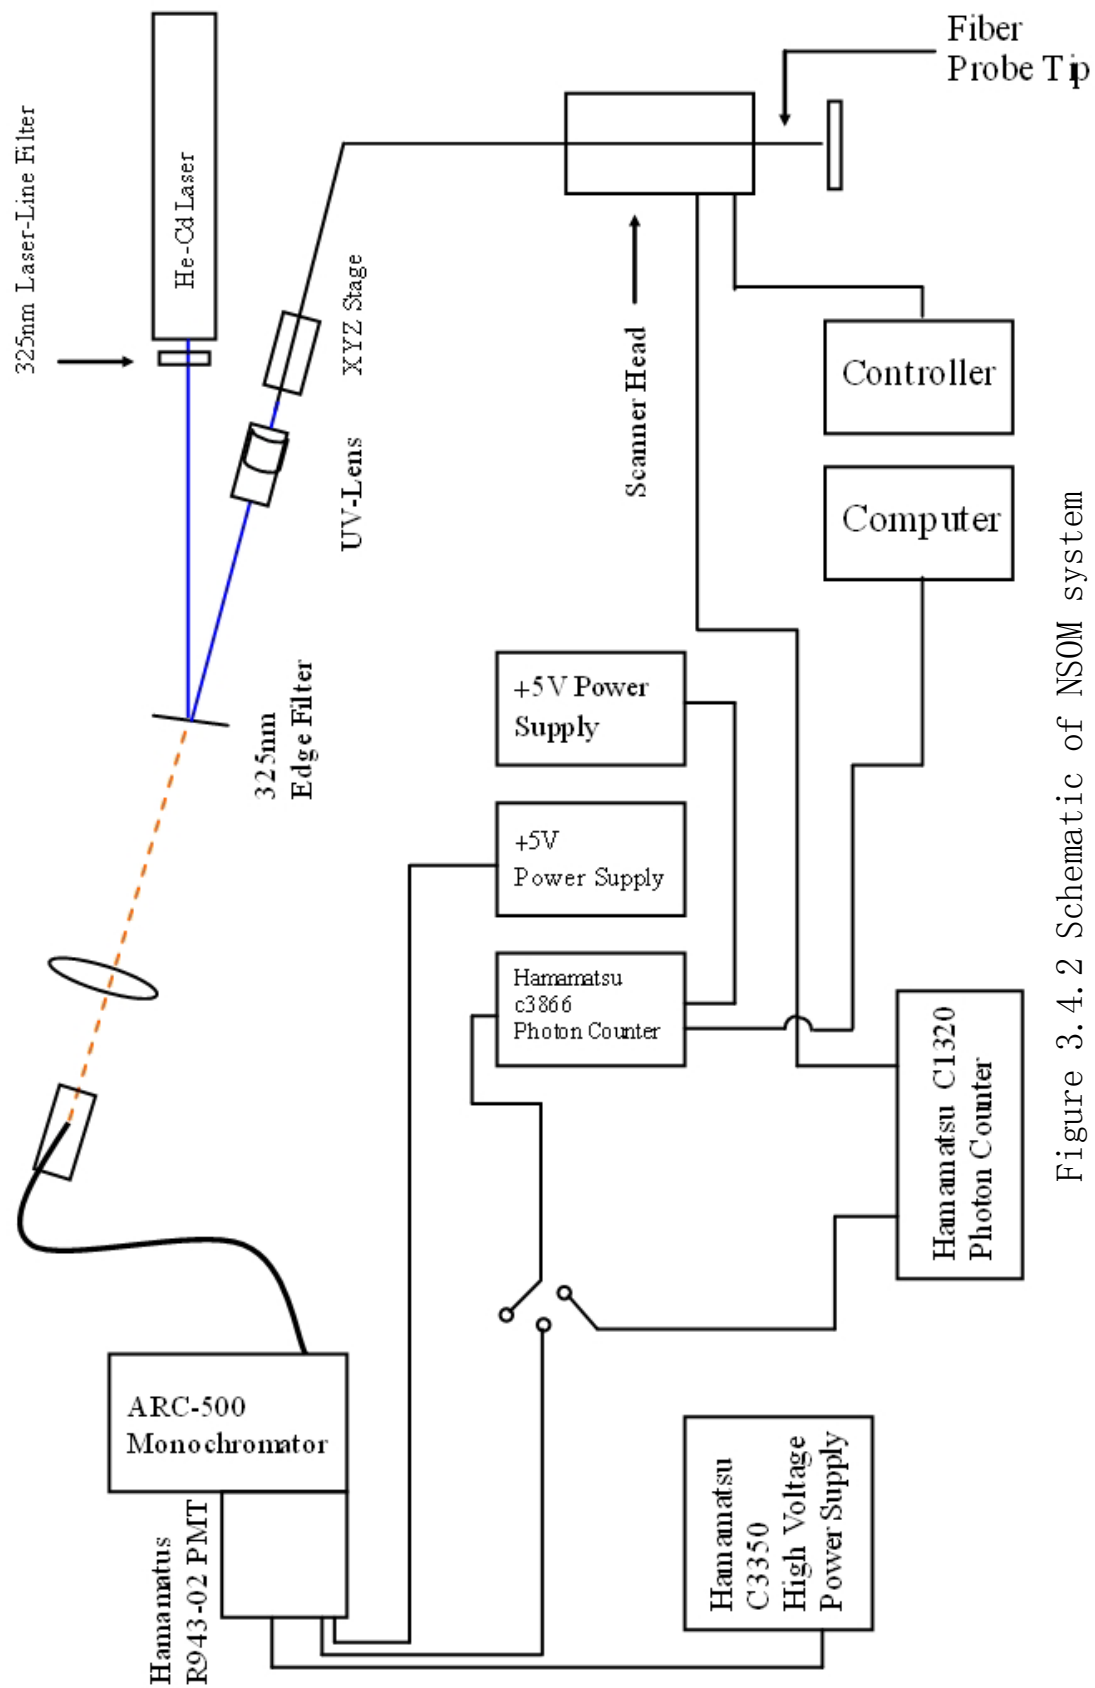 Fiber
Probe Tip
325nm Laser-Line Filter
He-Cd Laser
XYZ Stage
UV-Lens
Scanner Head
Controller
Computer
325nm
Edge Filter
+5V Power
Supply
+5V
Power Supply
Hamamatsu
c3866
Photon Counter
Hamamatsu C1320
Photon Counter
ARC-500
Monochromator
Hamamatus
R943-02 PMT
Hamamatsu
C3350
High Voltage
Power Supply
Figure 3.4.2 Schematic of NSOM system